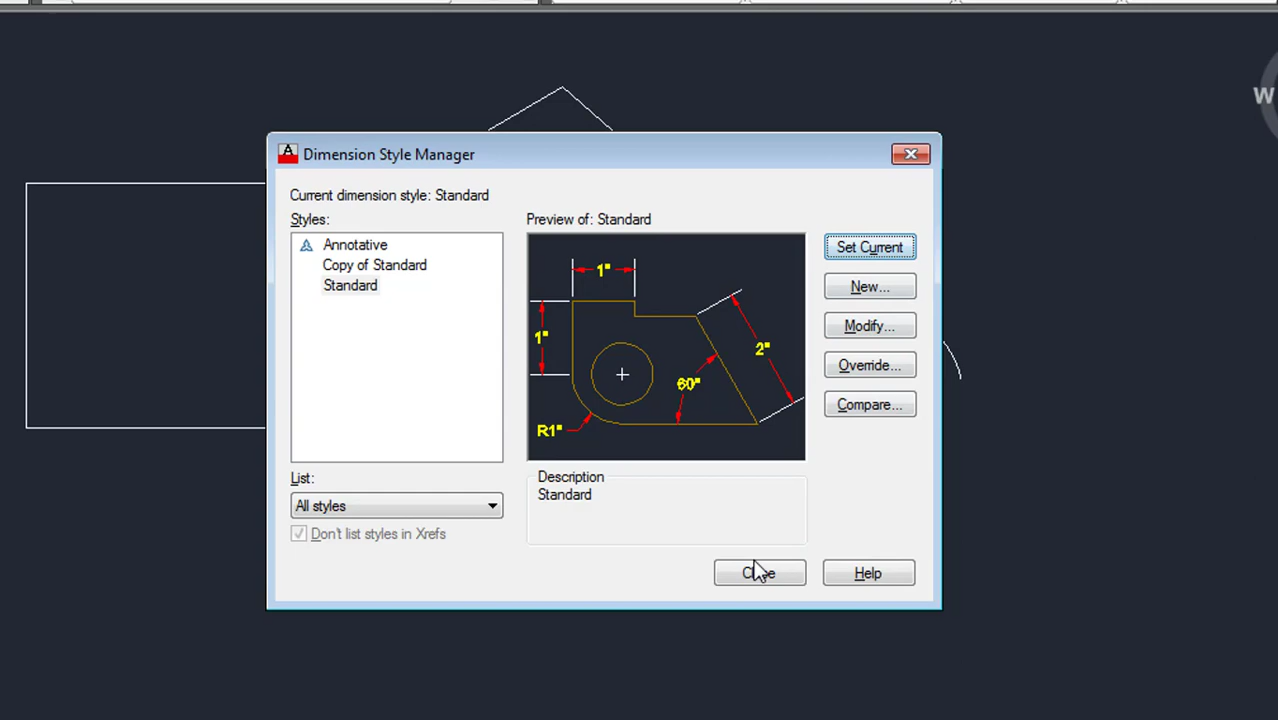 W
Dimension Style Manager
Current dimension style: Standard
Styles:
Preview of: Standard
Annotative
Copy of Standard
Standard
1"
1"
2"
60°
R1"
Set Current
New...
Modify...
Override...
Compare...
List:
All styles
Don't list styles in Xrefs
Description
Standard
Close
Help